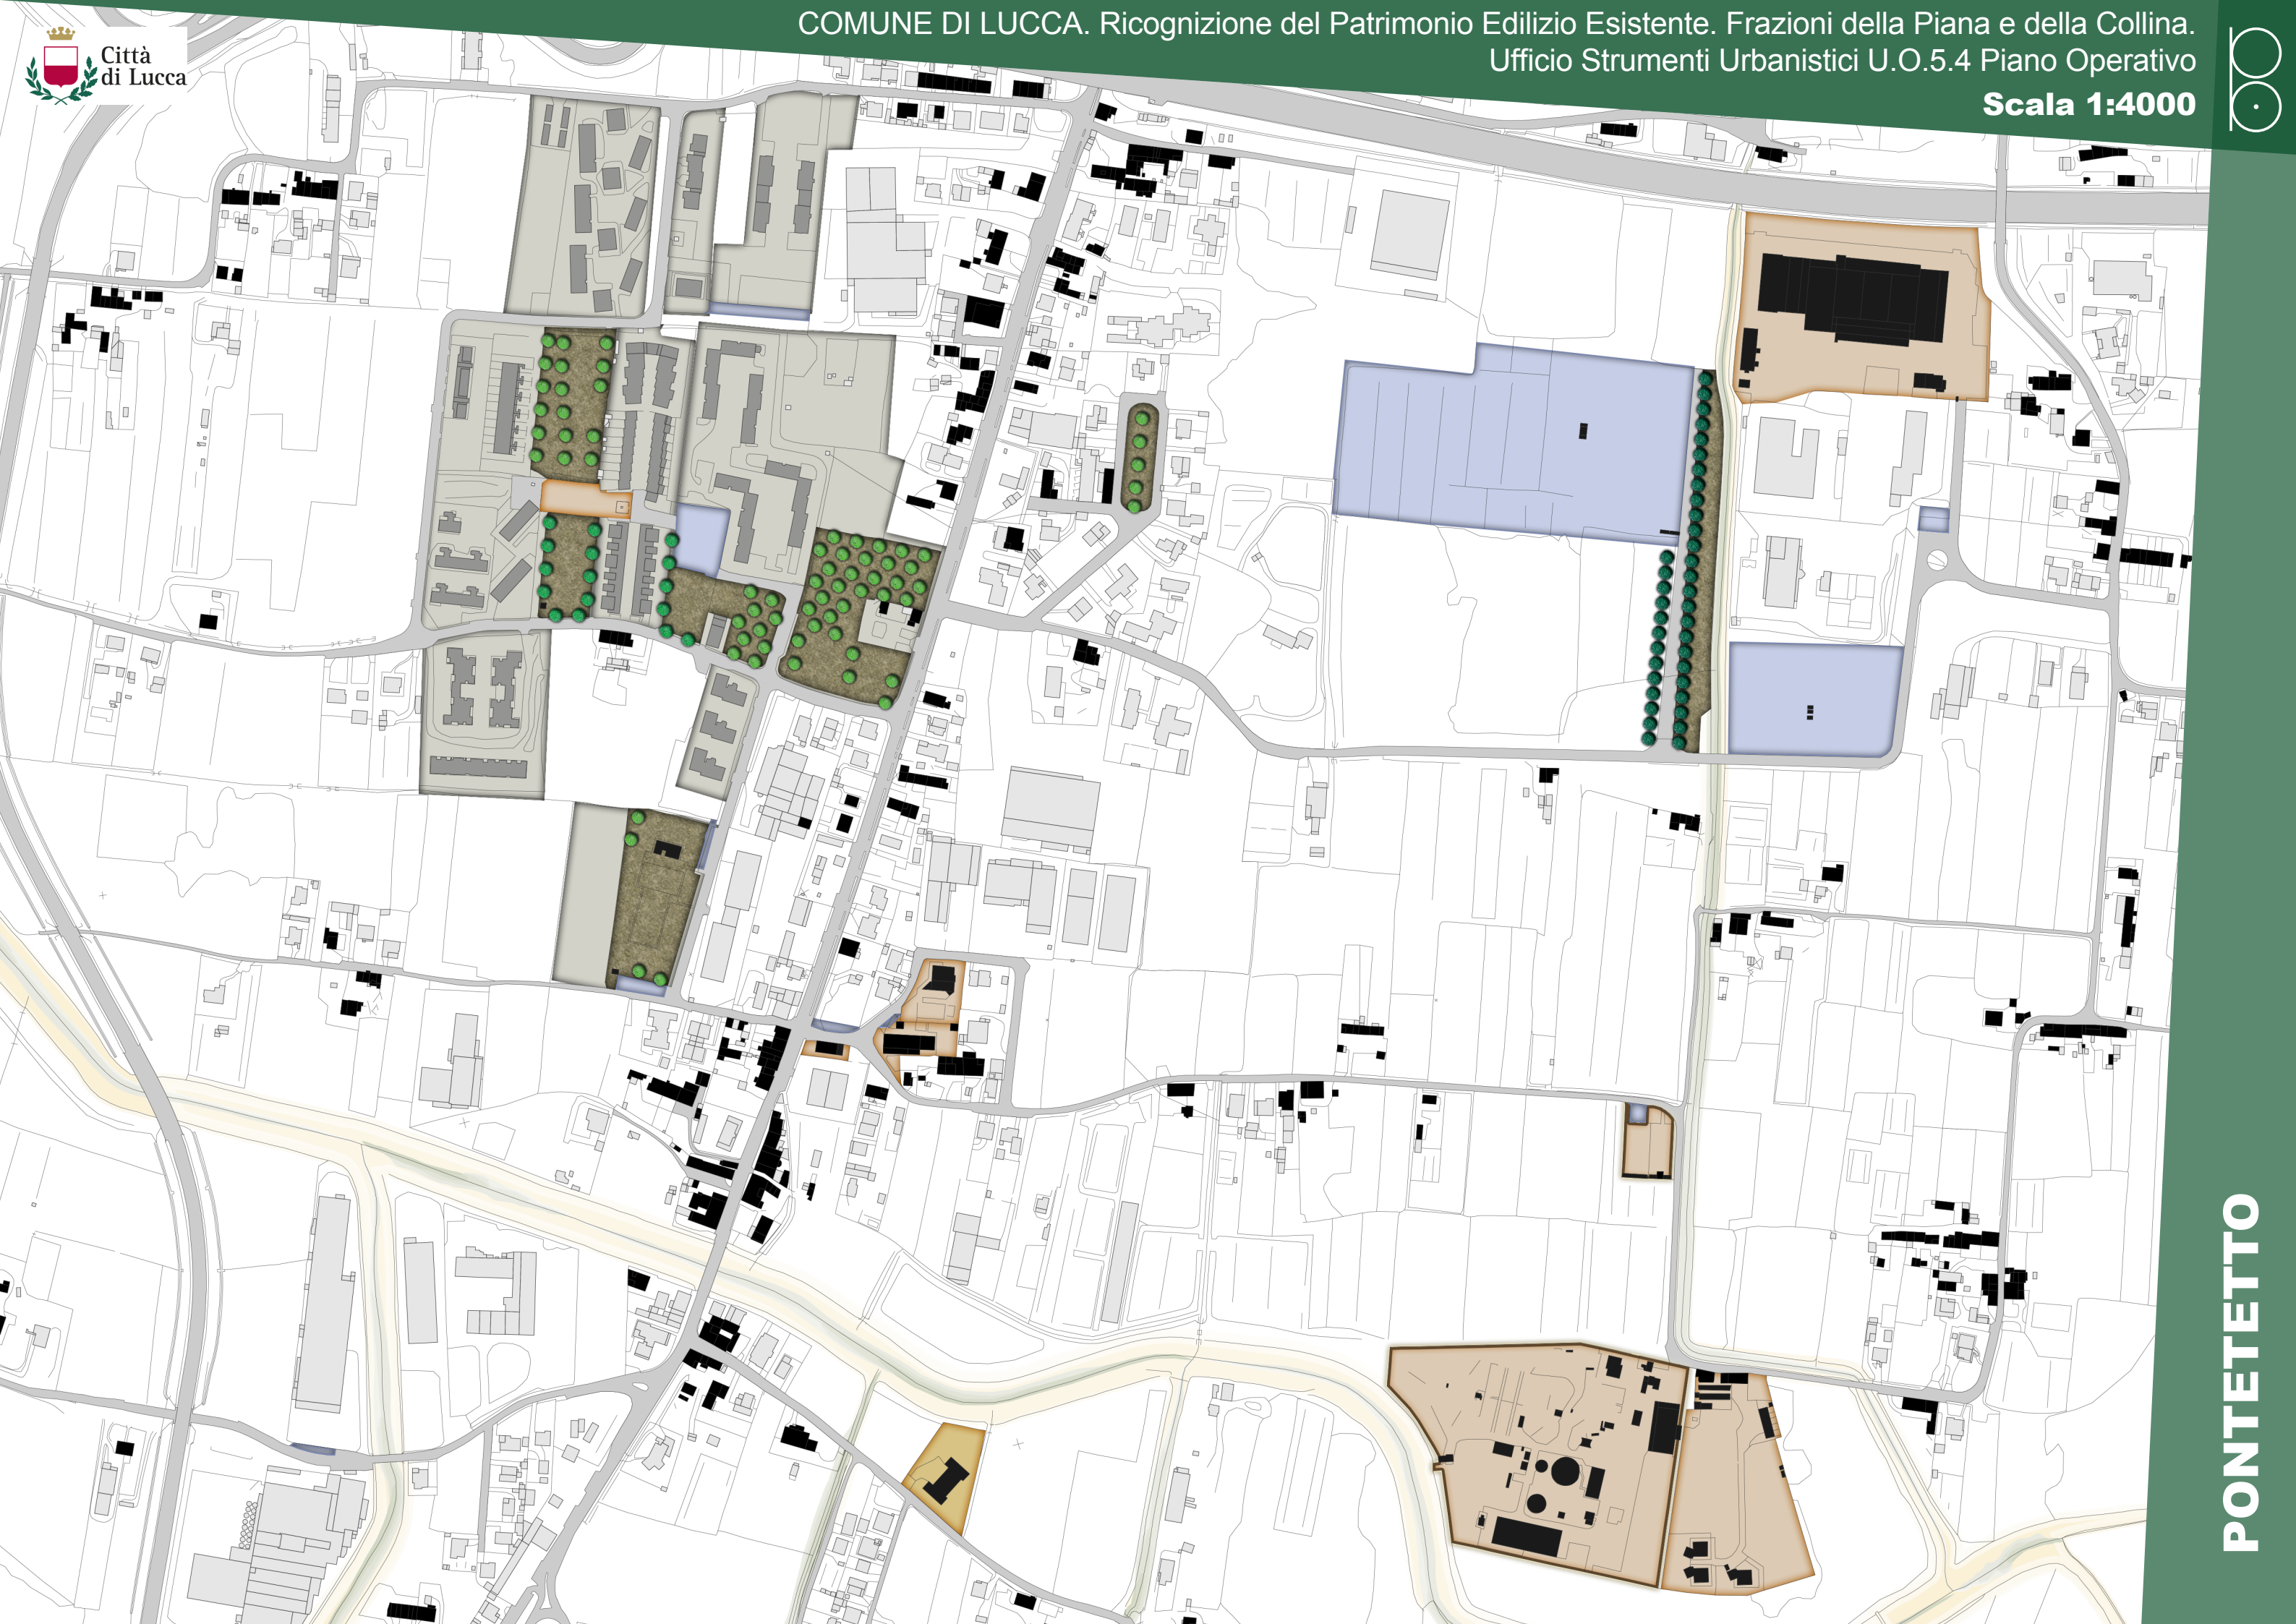 COMUNE DI LUCCA. Ricognizione del Patrimonio Edilizio Esistente. Frazioni della Piana e della Collina.
Ufficio Strumenti Urbanistici U.O.5.4 Piano Operativo
Scala 1:4000
Città
di Lucca
PONTETETTO